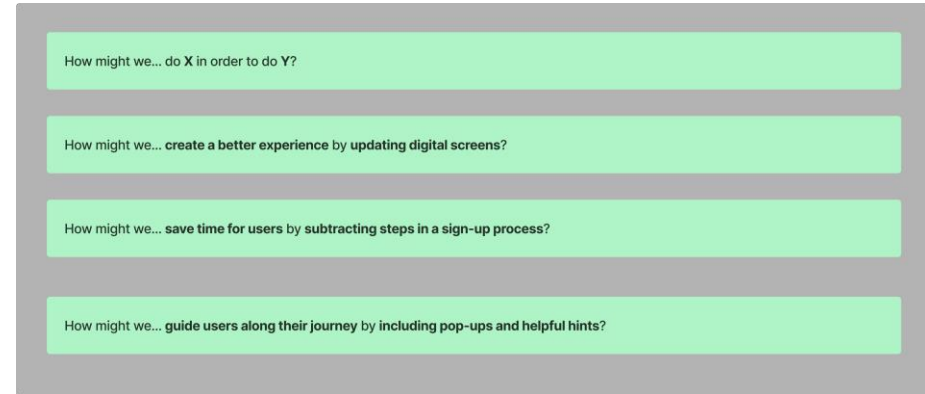 How might we... do X in order to do Y?
How might we... create a better experience by updating digital screens?
How might we... save time for users by subtracting steps in a sign-up process?
How might we... guide users along their journey by including pop-ups and helpful hints?